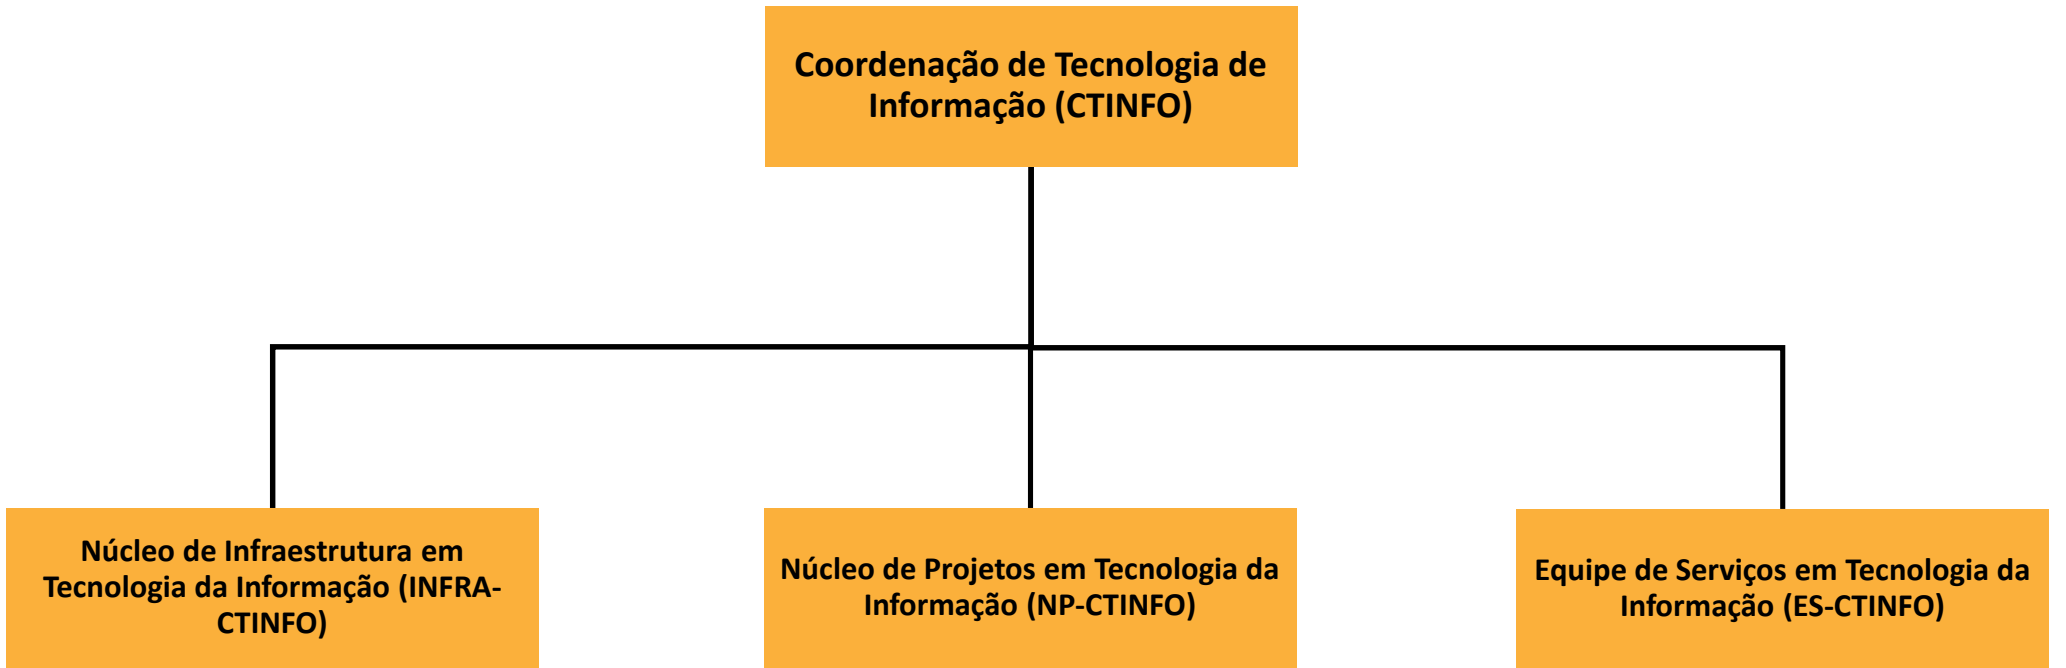 Coordenação de Tecnologia de
Informação (CTINFO)
Núcleo de Infraestrutura em
Tecnologia da Informação (INFRA-
CTINFO)
Núcleo de Projetos em Tecnologia da
Informação (NP-CTINFO)
Equipe de Serviços em Tecnologia da
Informação (ES-CTINFO)